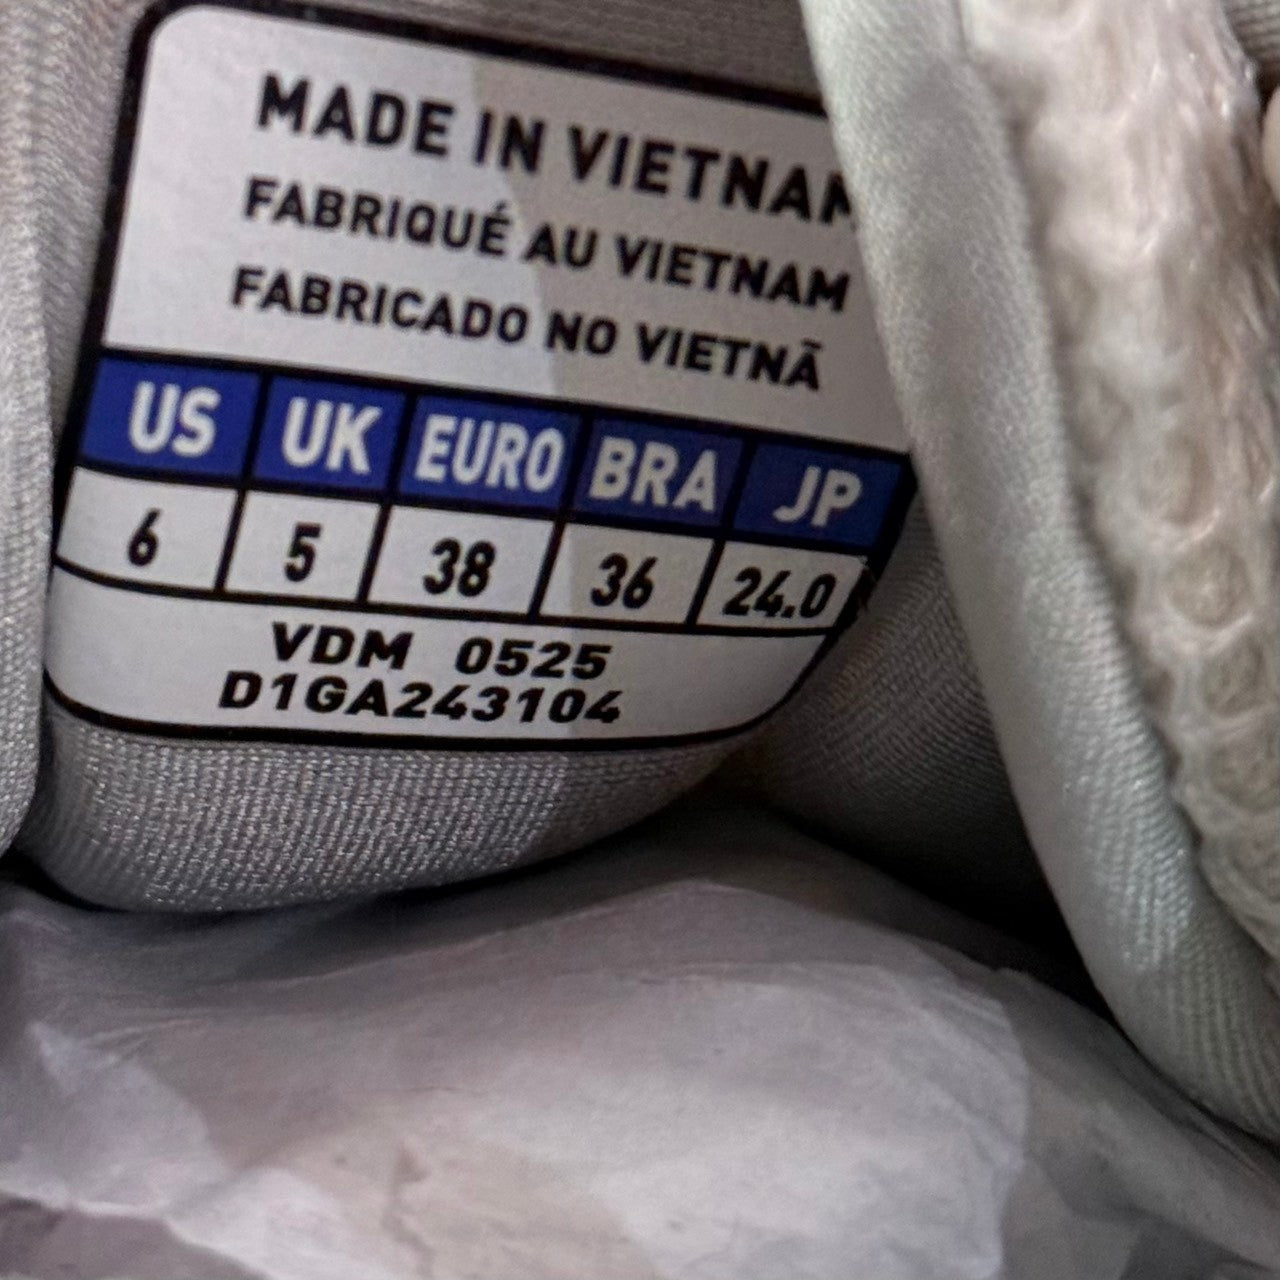 MADE IN VIETNAM
FABRIQUÉ AU VIETNAM
FABRICADO NO VIETNÃ
US UK EURO BRA JP
6 5 38 36 24.0
VDM 0525
D1GA243104